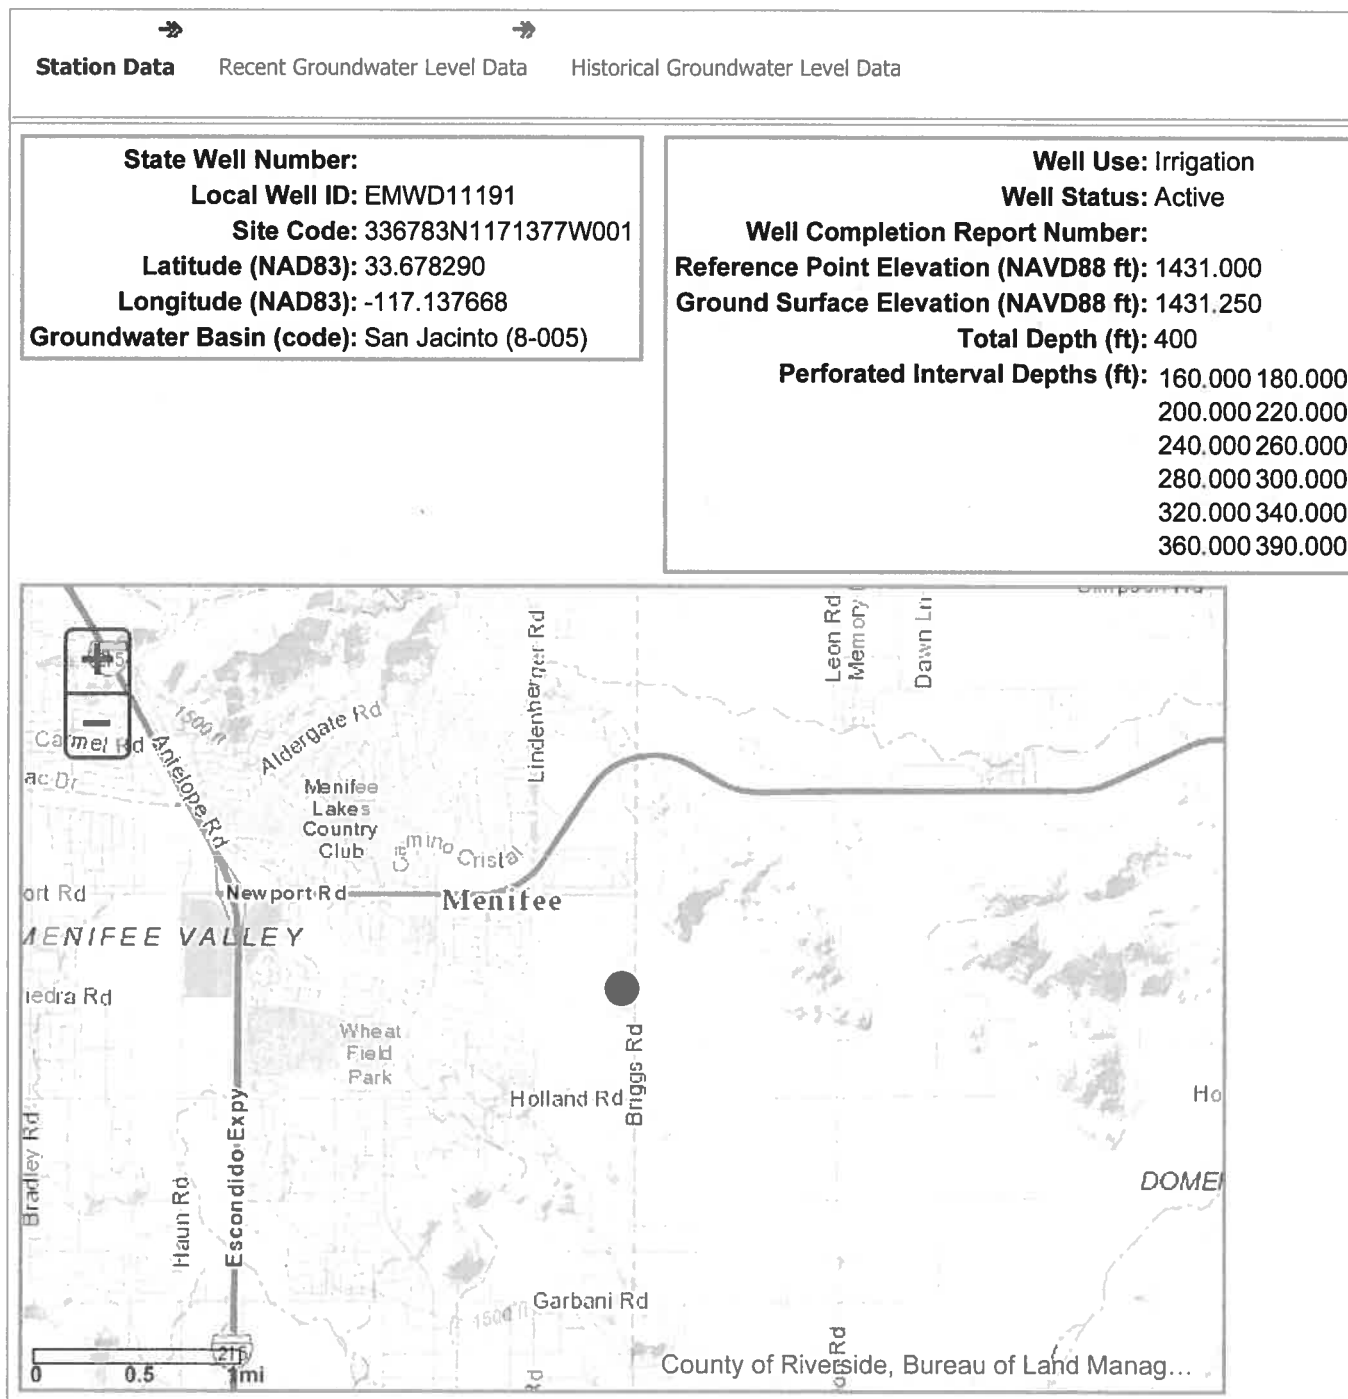 Station Data Recent Groundwater Level Data Historical Groundwater Level Data
State Well Number:
Local Well ID: EMWD11191
Site Code: 336783N1171377W001
Latitude (NAD83): 33.678290
Longitude (NAD83): -117.137668
Groundwater Basin (code): San Jacinto (8-005)
Well Use: Irrigation
Well Status: Active
Well Completion Report Number:
Reference Point Elevation (NAVD88 ft): 1431.000
Ground Surface Elevation (NAVD88 ft): 1431.250
Total Depth (ft): 400
Perforated Interval Depths (ft): 160.000 180.000
200.000 220.000
240.000 260.000
280.000 300.000
320.000 340.000
360.000 390.000
Lindenberger Rd
Leon Rd
Memory
Dawn Ln
+
−
1500 ft
Carmel Rd
Antelope Rd
Aldergate Rd
ac Dr
Menifee
Lakes
Country
Club
Camino Cristal
ort Rd
Newport Rd
Menifee
MENIFEE VALLEY
iedra Rd
Wheat
Field
Park
Briggs Rd
Holland Rd
Ho
Bradley Rd
Haun Rd
Escondido Expy
DOME
Garbani Rd
1500 ft
215
0 0.5 1mi
Rd
Rd
County of Riverside, Bureau of Land Manag...